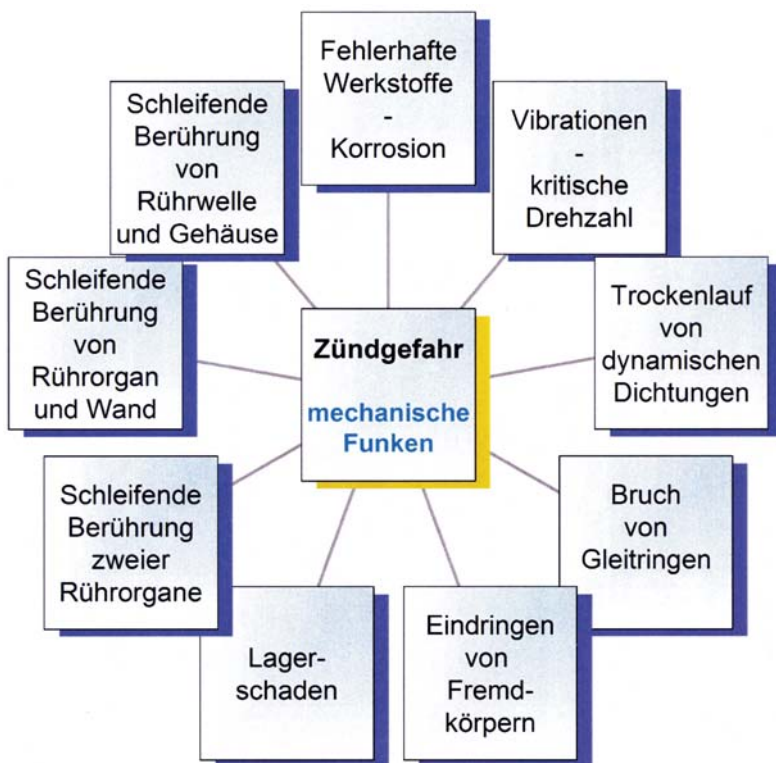 Fehlerhafte
Werkstoffe
-
Korrosion
Vibrationen
-
kritische
Drehzahl
Trockenlauf
von
dynamischen
Dichtungen
Bruch
von
Gleitringen
Eindringen
von
Fremd-
körpern
Lager-
schaden
Schleifende
Berührung
zweier
Rührorgane
Schleifende
Berührung
von
Rührorgan
und Wand
Schleifende
Berührung
von
Rührwelle
und Gehäuse
Zündgefahr
mechanische
Funken